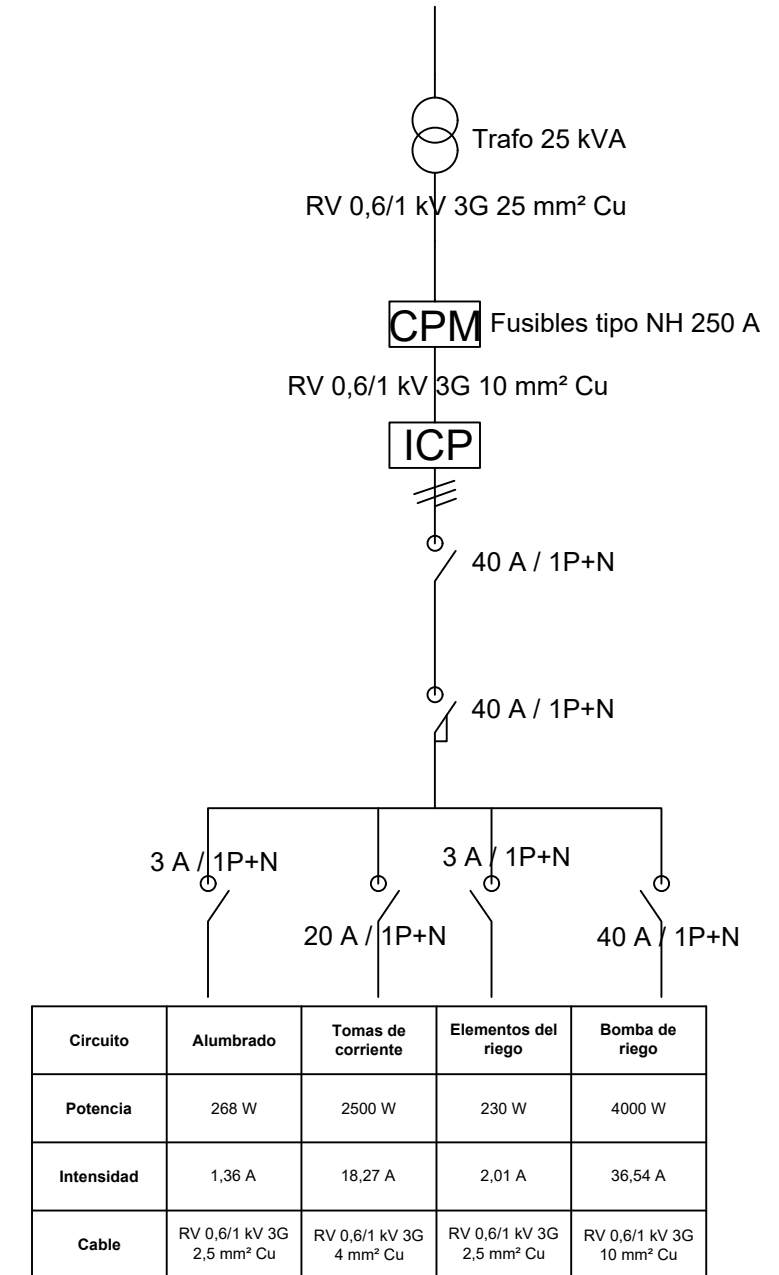 Trafo 25 kVA
RV 0,6/1 kV 3G 25 mm² Cu
CPM
Fusibles tipo NH 250 A
RV 0,6/1 kV 3G 10 mm² Cu
ICP
40 A / 1P+N
40 A / 1P+N
3 A / 1P+N
3 A / 1P+N
20 A / 1P+N
40 A / 1P+N
Circuito
Alumbrado
Tomas de
corriente
Elementos del
riego
Bomba de
riego
Potencia
268 W
2500 W
230 W
4000 W
Intensidad
1,36 A
18,27 A
2,01 A
36,54 A
Cable
RV 0,6/1 kV 3G
2,5 mm² Cu
RV 0,6/1 kV 3G
4 mm² Cu
RV 0,6/1 kV 3G
2,5 mm² Cu
RV 0,6/1 kV 3G
10 mm² Cu